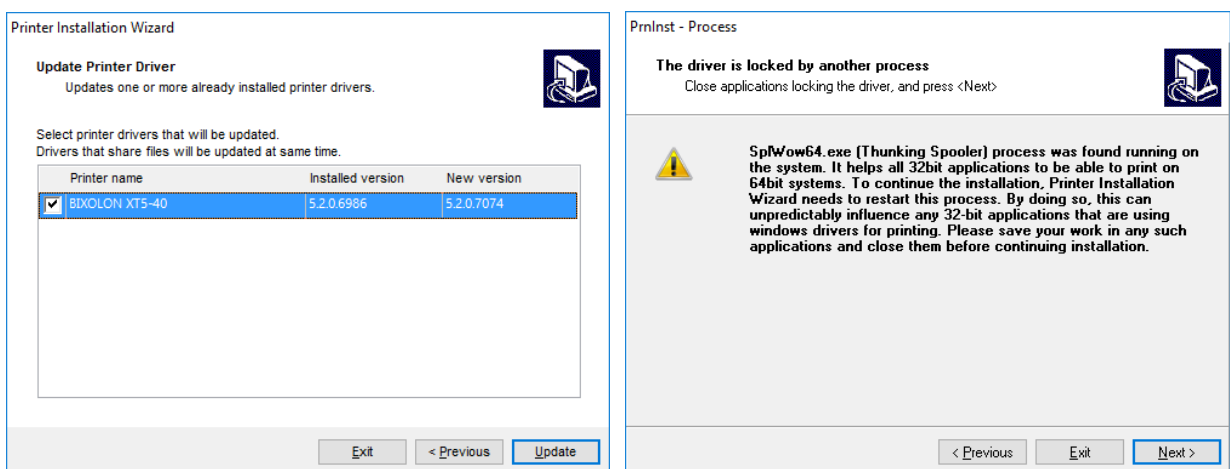 Printer Installation Wizard
Update Printer Driver
Updates one or more already installed printer drivers.
Select printer drivers that will be updated.
Drivers that share files will be updated at same time.
Printer name Installed version New version
BIXOLON XT5-40 5.2.0.6986 5.2.0.7074
Exit < Previous Update
PrnInst - Process
The driver is locked by another process
Close applications locking the driver, and press <Next>
SplWow64.exe (Thunking Spooler) process was found running on
the system. It helps all 32bit applications to be able to print on
64bit systems. To continue the installation, Printer Installation
Wizard needs to restart this process. By doing so, this can
unpredictably influence any 32-bit applications that are using
windows drivers for printing. Please save your work in any such
applications and close them before continuing installation.
< Previous Exit Next >